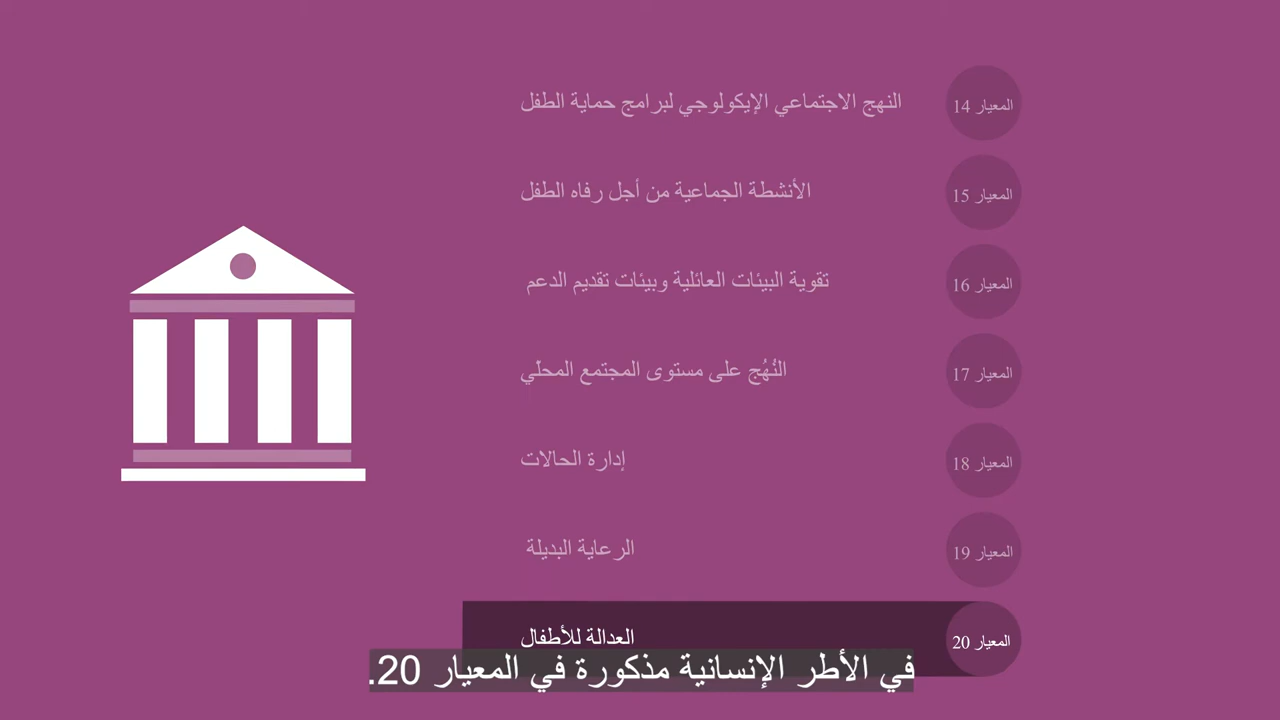 المعيار 14
النهج الاجتماعي الإيكولوجي لبرامج حماية الطفل
المعيار 15
الأنشطة الجماعية من أجل رفاه الطفل
المعيار 16
تقوية البيئات العائلية وبيئات تقديم الدعم
المعيار 17
النُهُج على مستوى المجتمع المحلّي
المعيار 18
إدارة الحالات
المعيار 19
الرعاية البديلة
المعيار 20
العدالة للأطفال
في الأطر الإنسانية مذكورة في المعيار 20.